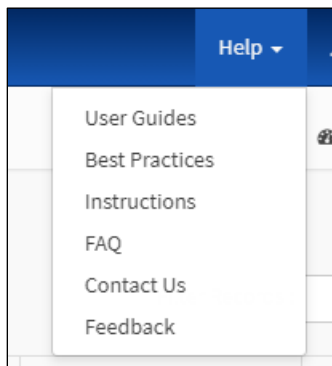 Help
User Guides
Best Practices
Instructions
FAQ
Contact Us
Feedback